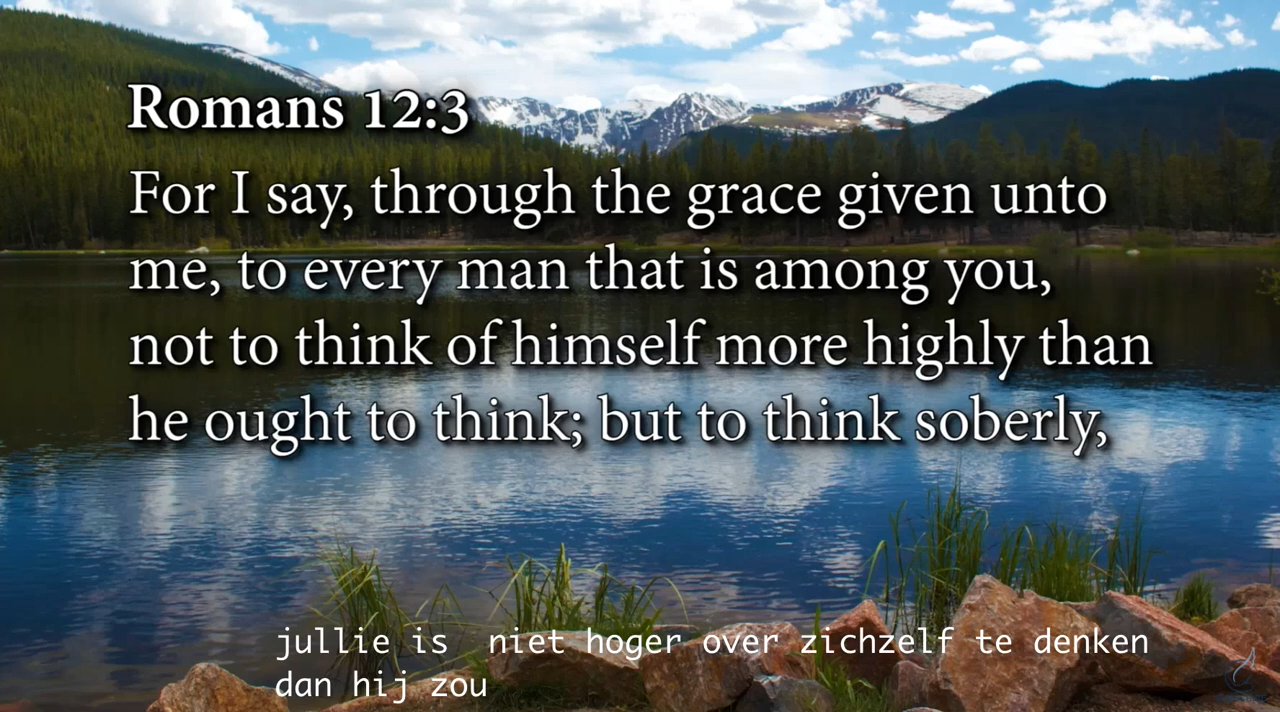 Romans 12:3
For I say, through the grace given unto
me, to every man that is among you,
not to think of himself more highly than
he ought to think; but to think soberly,
jullie is  niet hoger over zichzelf te denken
dan hij zou